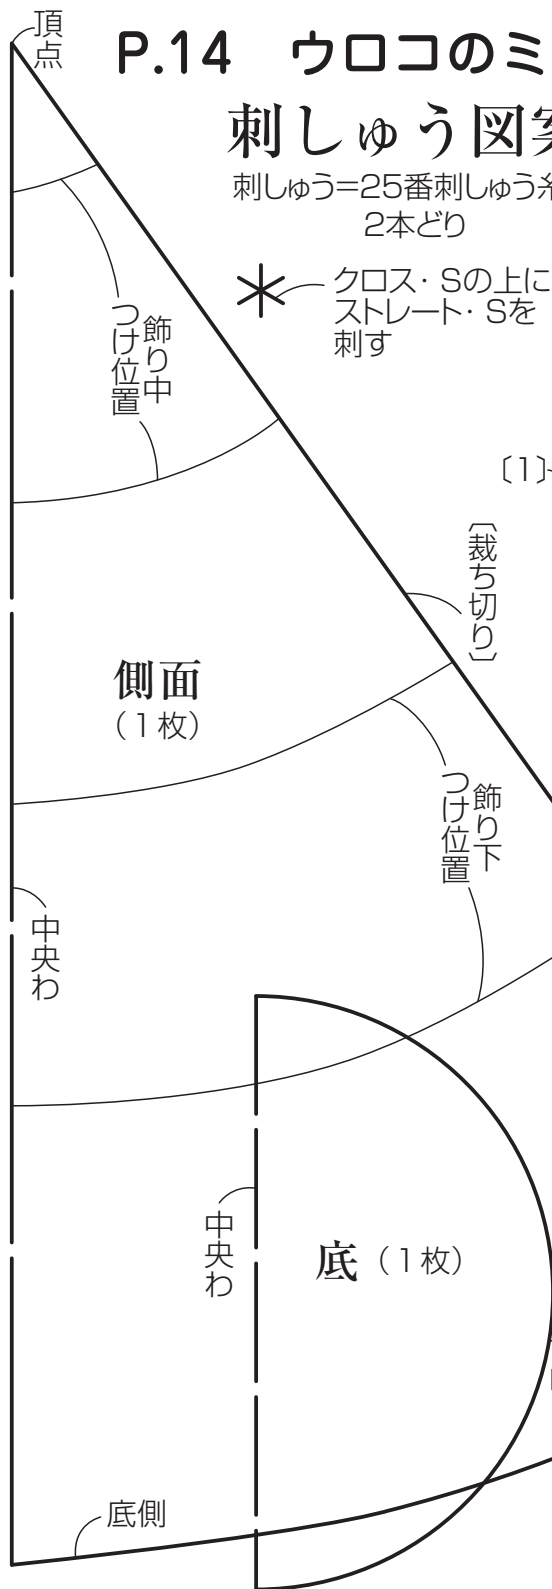 頂点
P.14 ウロコのミ
刺しゅう図案
刺しゅう=25番刺しゅう糸
2本どり
クロス・Sの上に
ストレート・Sを
刺す
飾り中
つけ位置
〔1〕
〔裁ち切り〕
側面
(1枚)
飾り下
つけ位置
中央わ
中央わ
底(1枚)
底側